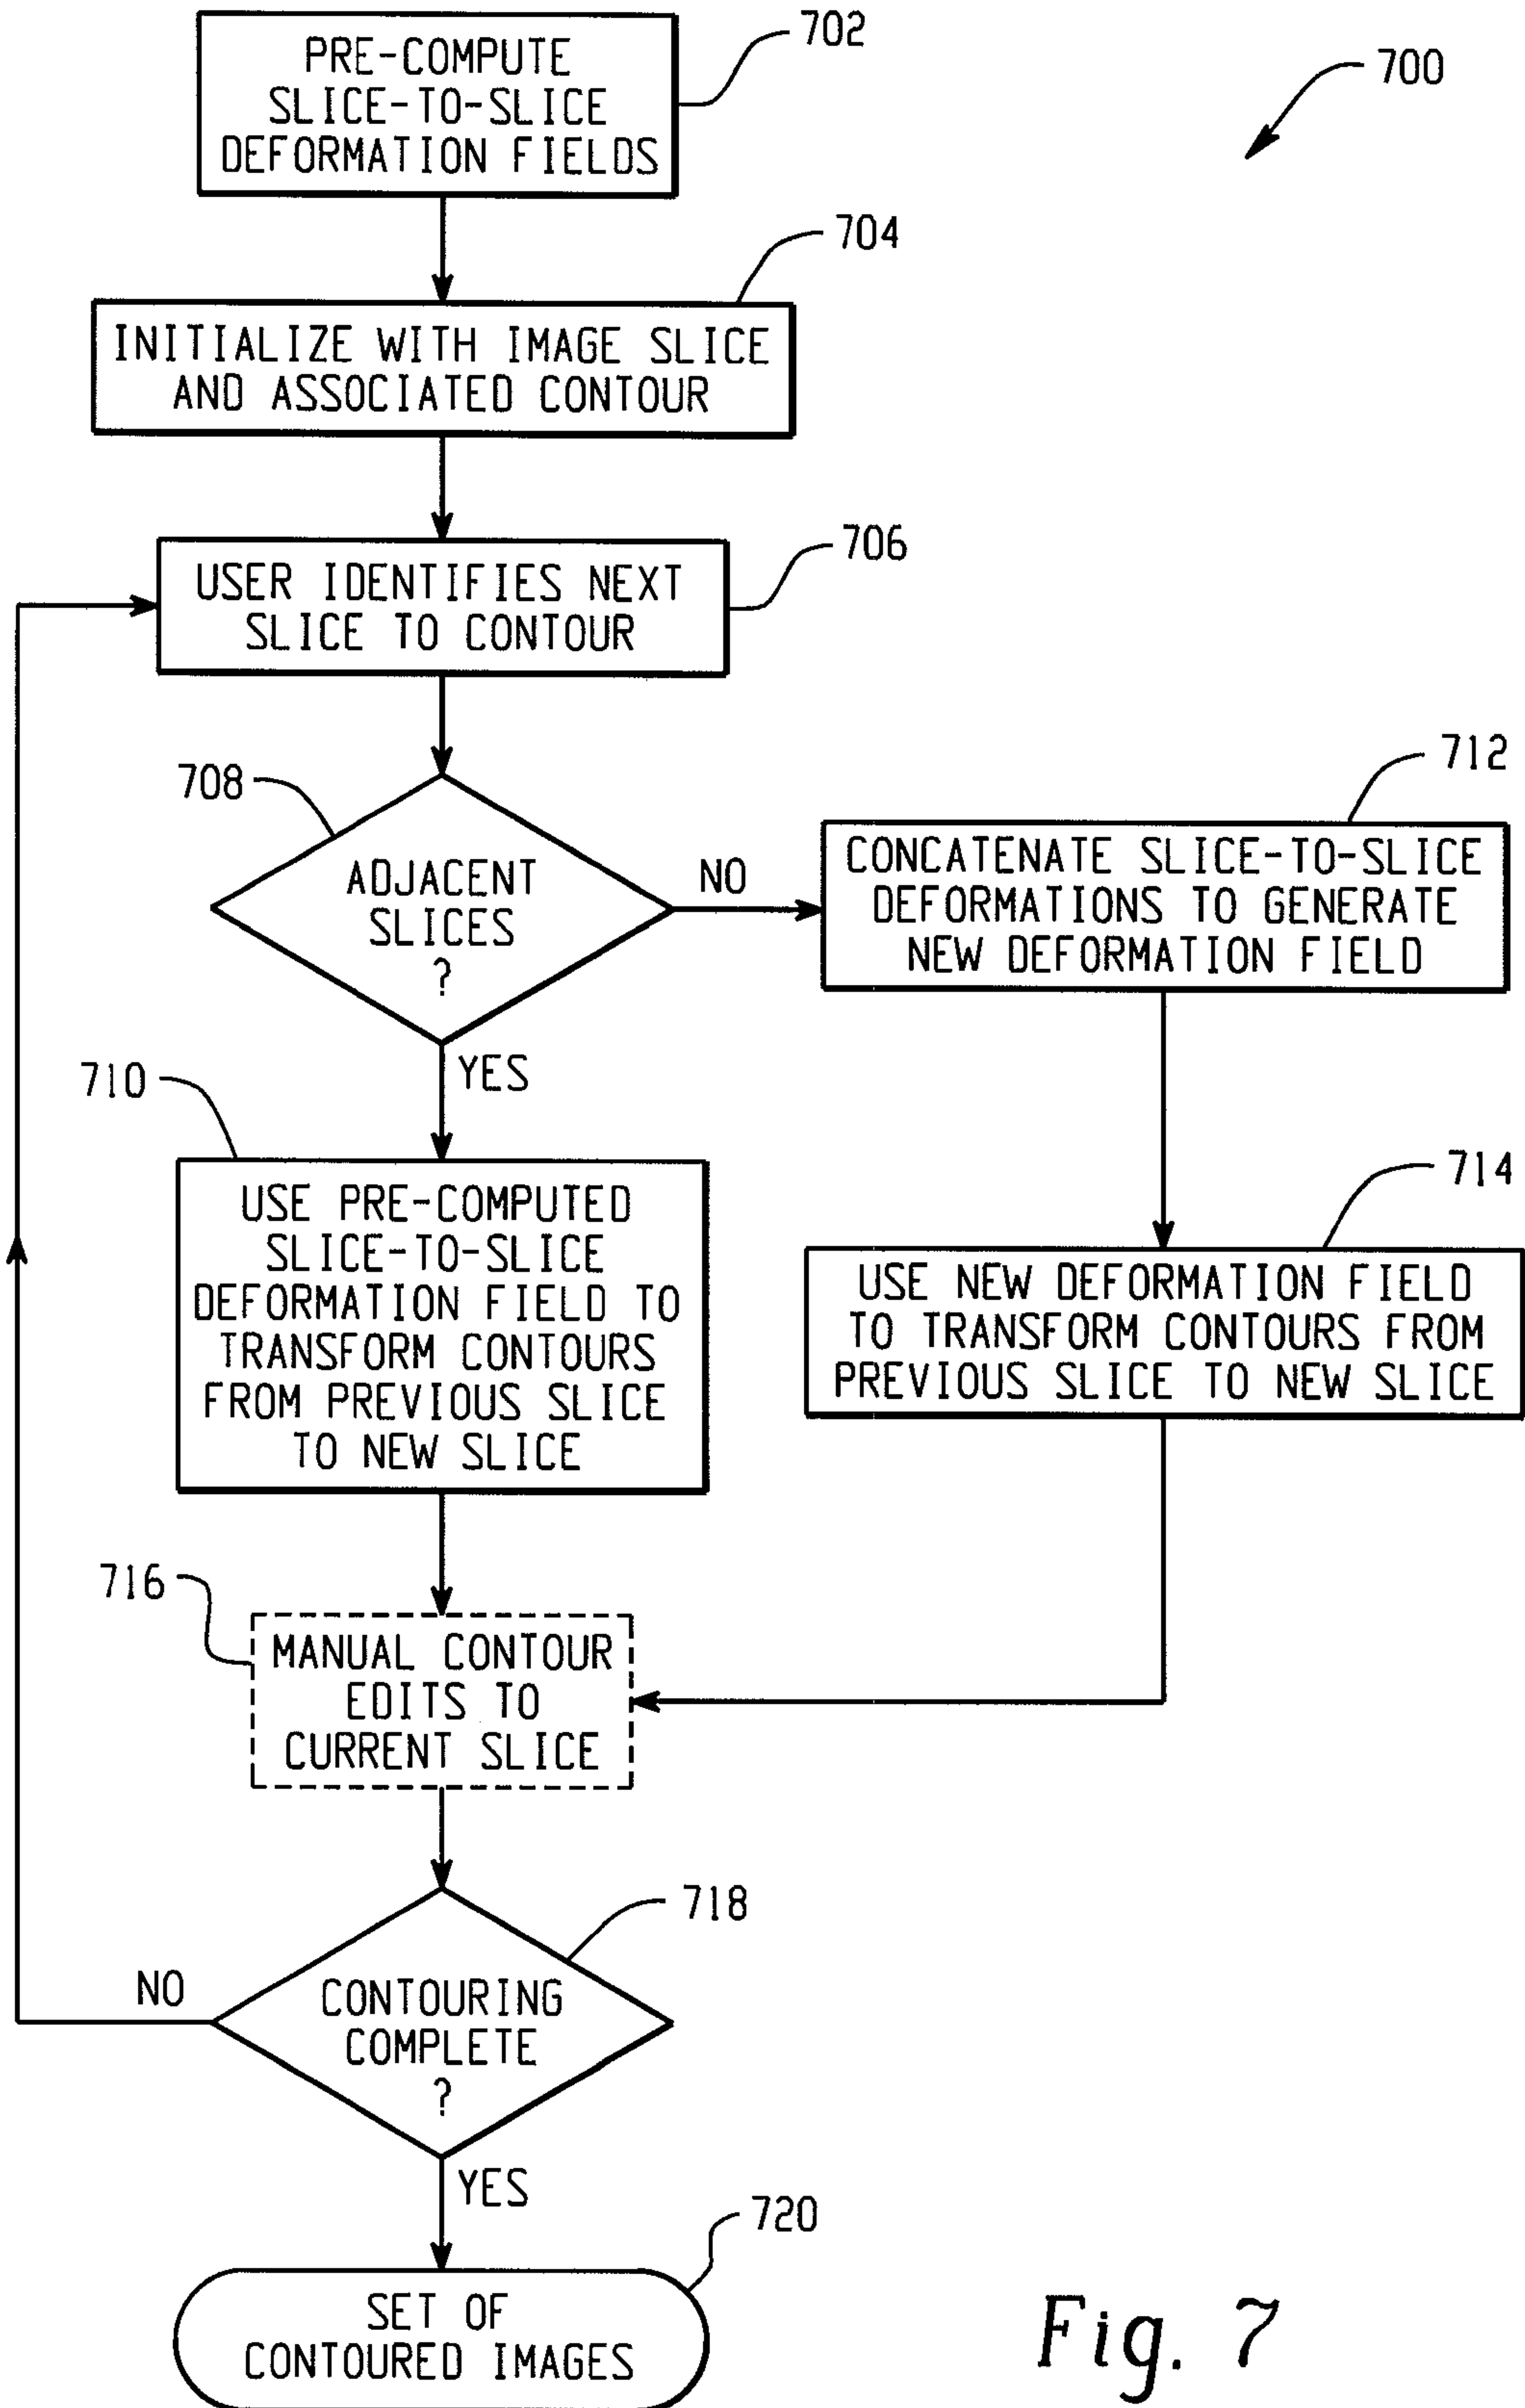 702
PRE-COMPUTE
SLICE-TO-SLICE
DEFORMATION FIELDS
700
704
INITIALIZE WITH IMAGE SLICE
AND ASSOCIATED CONTOUR
706
USER IDENTIFIES NEXT
SLICE TO CONTOUR
708
ADJACENT
SLICES
?
NO
712
CONCATENATE SLICE-TO-SLICE
DEFORMATIONS TO GENERATE
NEW DEFORMATION FIELD
YES
710
USE PRE-COMPUTED
SLICE-TO-SLICE
DEFORMATION FIELD TO
TRANSFORM CONTOURS
FROM PREVIOUS SLICE
TO NEW SLICE
714
USE NEW DEFORMATION FIELD
TO TRANSFORM CONTOURS FROM
PREVIOUS SLICE TO NEW SLICE
716
MANUAL CONTOUR
EDITS TO
CURRENT SLICE
718
CONTOURING
COMPLETE
?
NO
YES
720
SET OF
CONTOURED IMAGES
Fig. 7